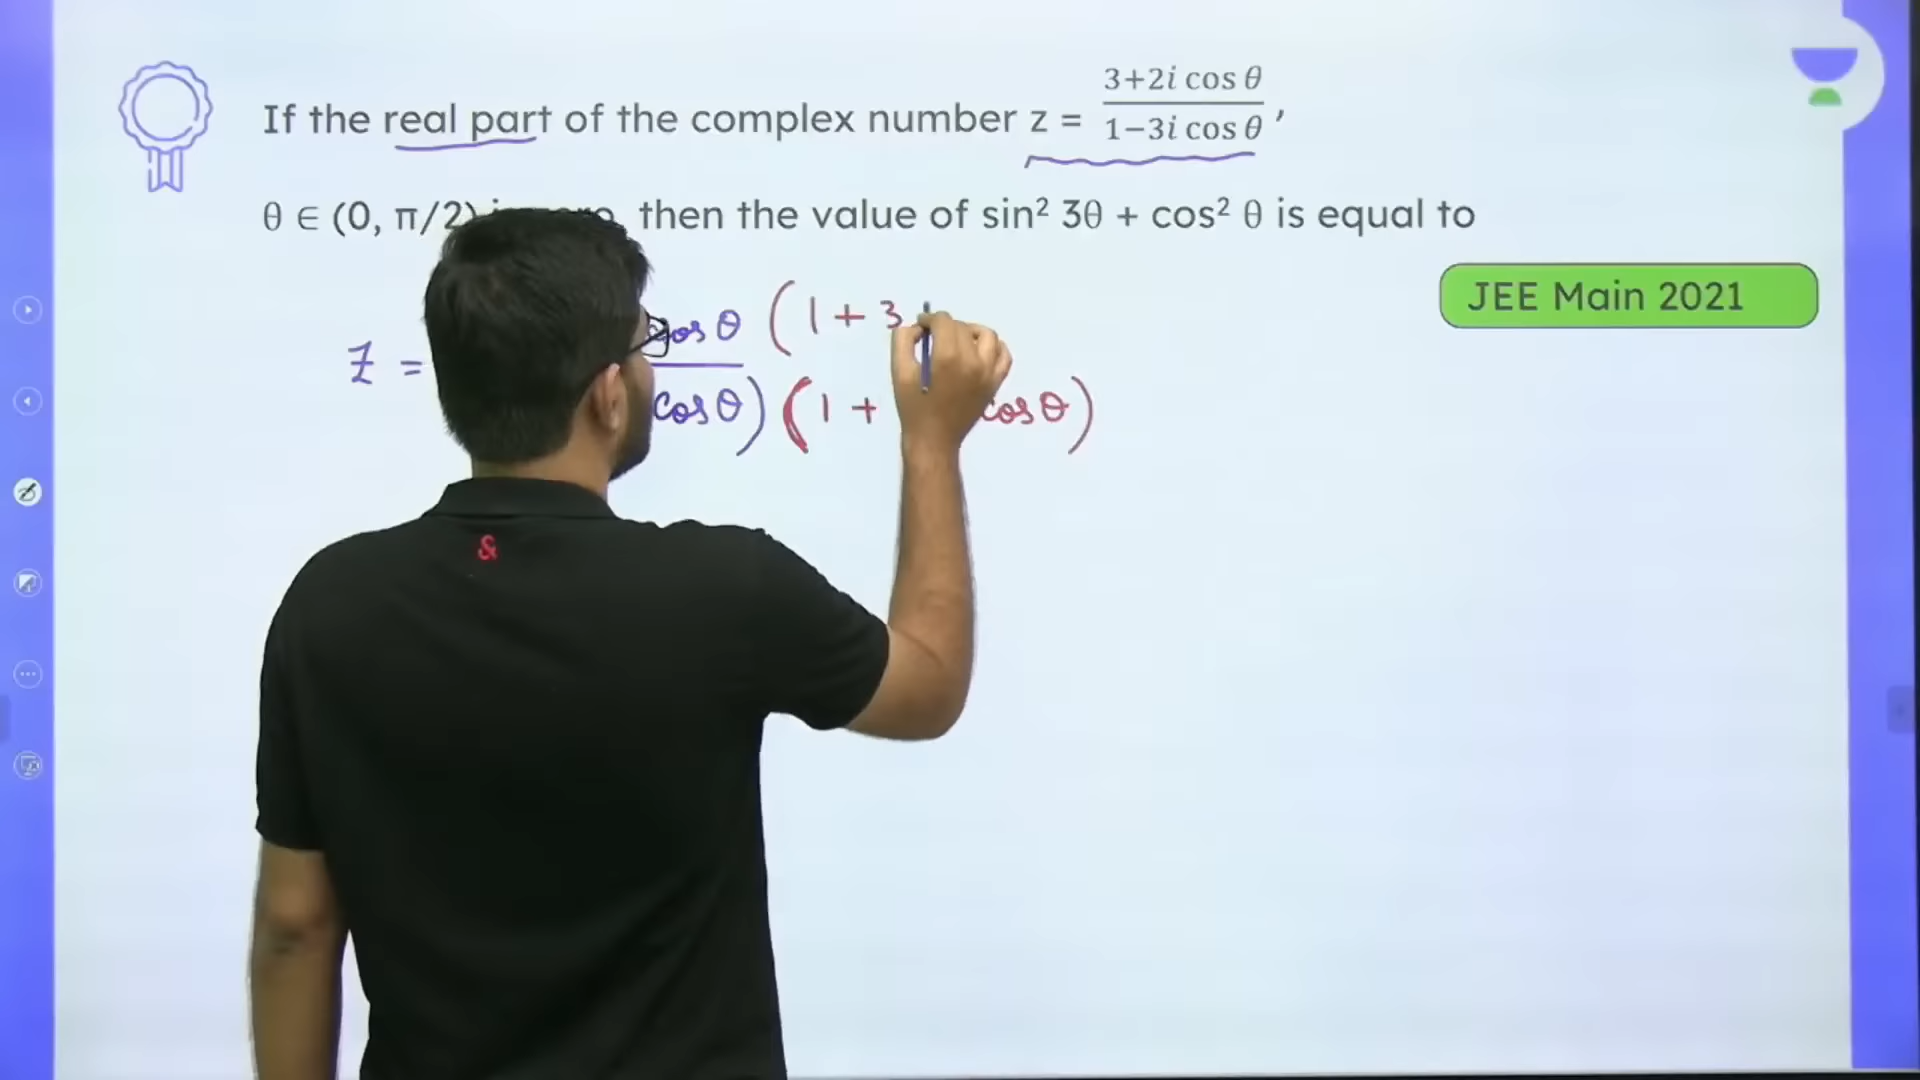 If the real part of the complex number z = 3+2i cos θ / 1−3i cos θ ,
θ ∈ (0, π/2) then the value of sin² 3θ + cos² θ is equal to
JEE Main 2021
z = cos θ (1 + 3
cos θ) (1 + cos θ)
&